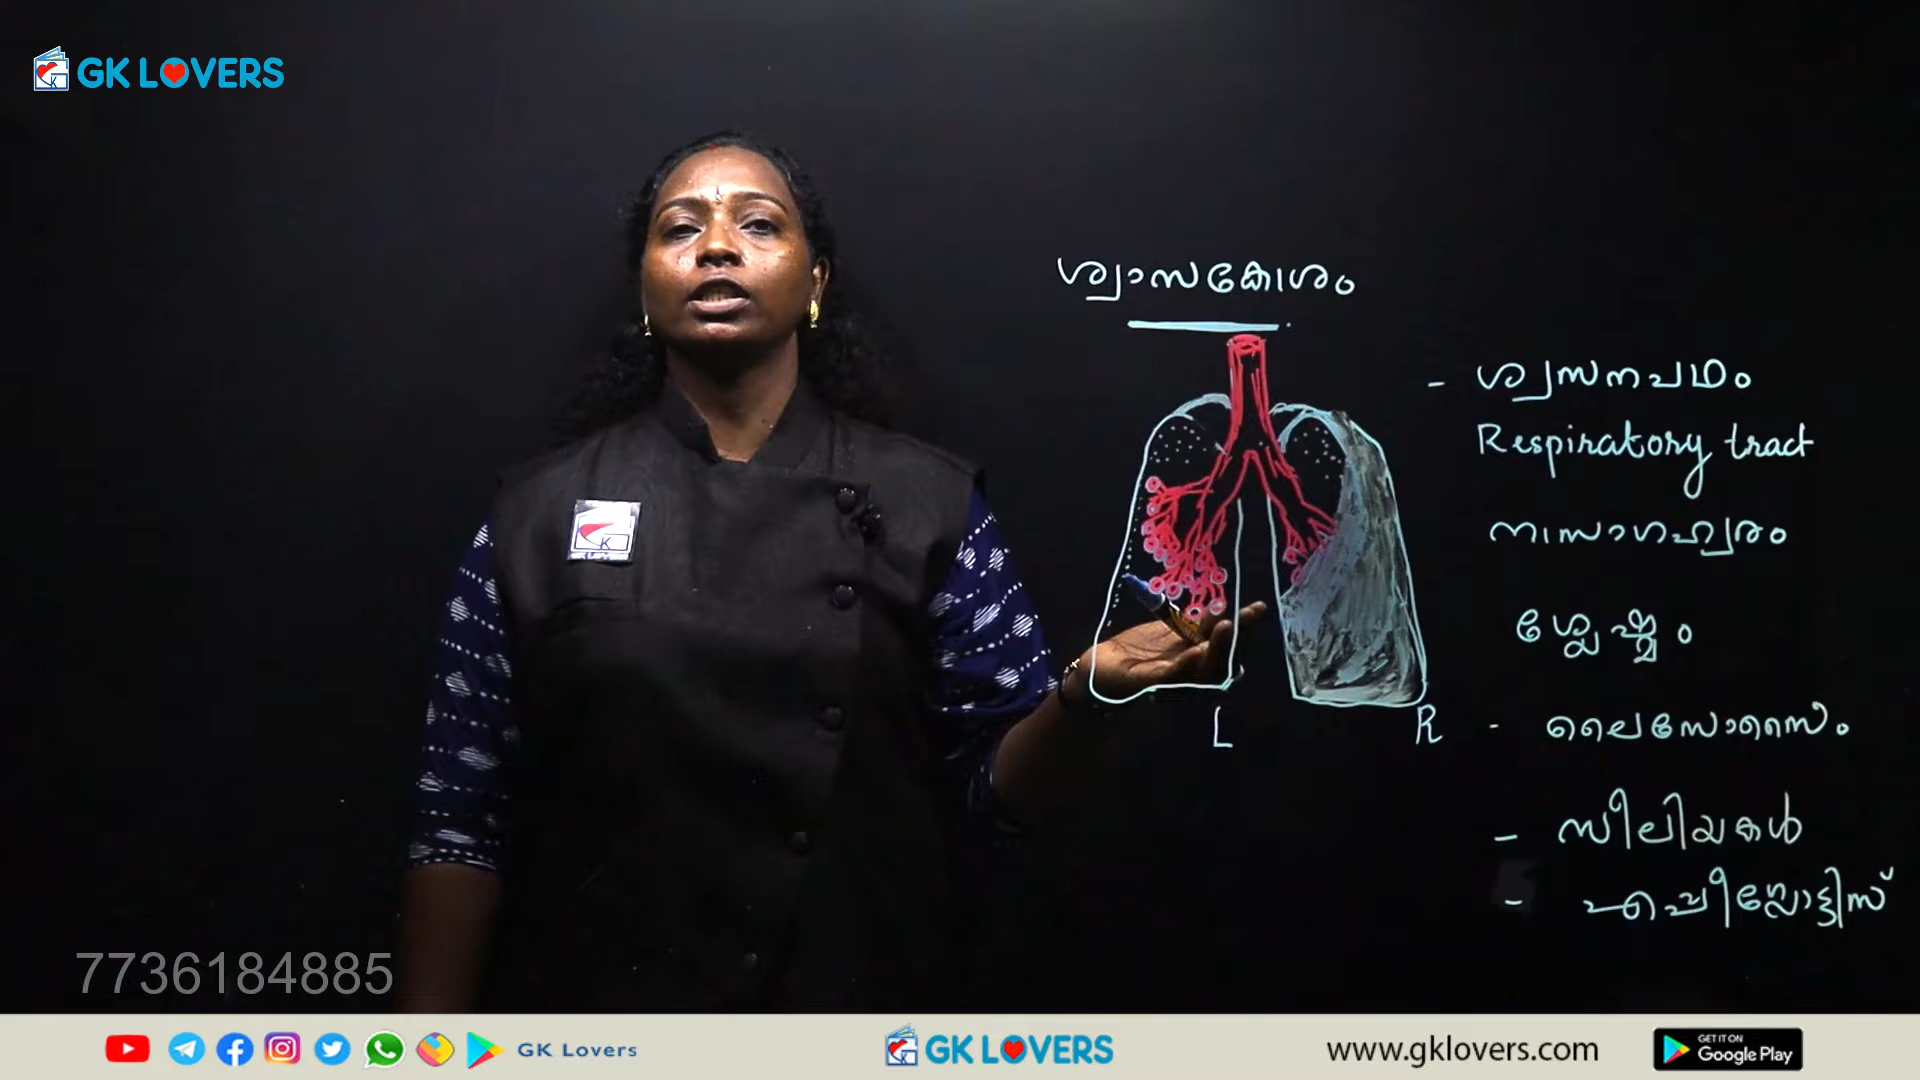 GK LOVERS
ശ്വാസകോശം
- ശ്വസനപഥം
Respiratory tract
നാസാഗഹ്വരം
ശ്ലേഷ്മം
L
R
- ലൈസോസൈം
- സീലിയകൾ
- എപ്പിഗ്ലോട്ടിസ്
K
7736184885
GK Lovers
GK LOVERS
www.gklovers.com
GET IT ON
Google Play